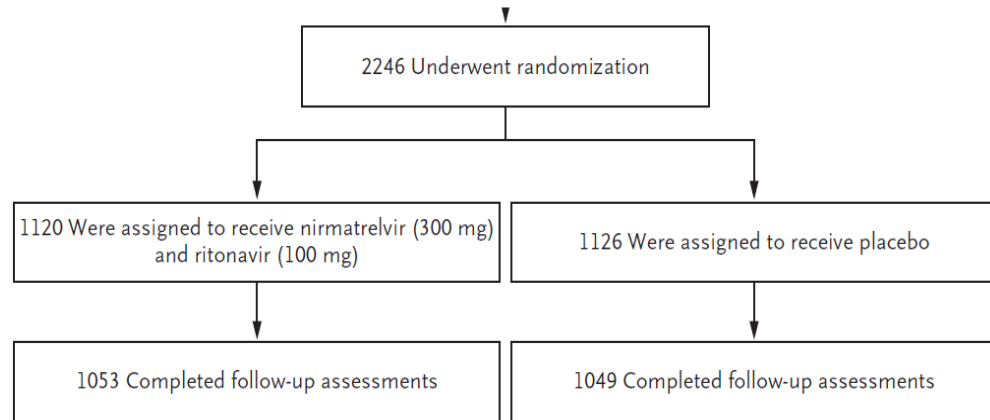 2246 Underwent randomization
1120 Were assigned to receive nirmatrelvir (300 mg)
and ritonavir (100 mg)
1126 Were assigned to receive placebo
1053 Completed follow-up assessments
1049 Completed follow-up assessments